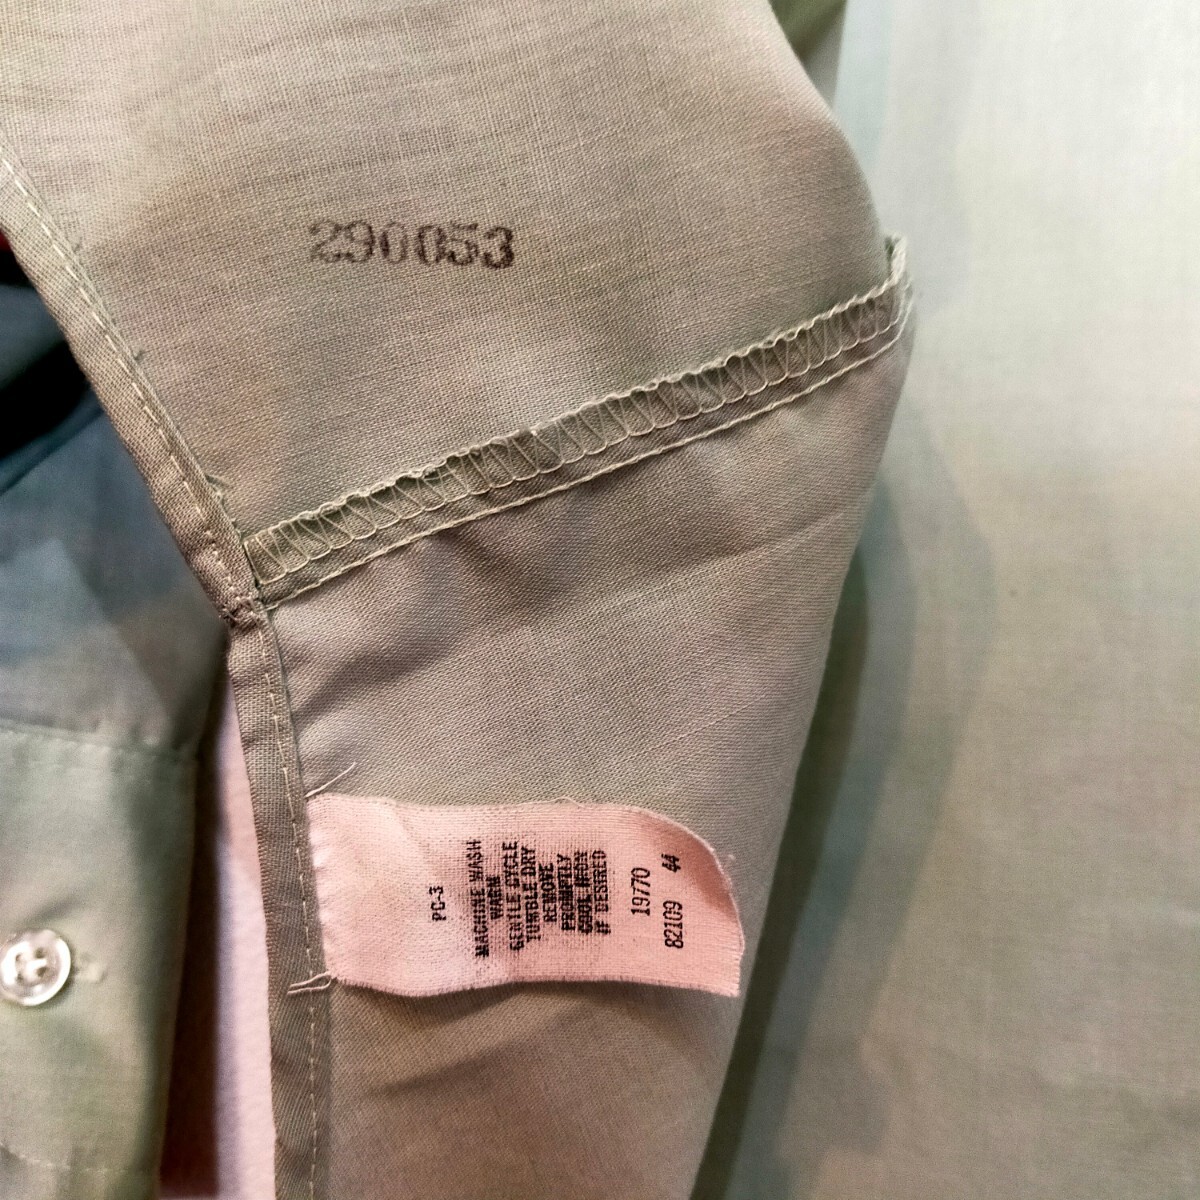 290053
PC-3
MACHINE WASH
WARM
GENTLE CYCLE
TUMBLE DRY
REMOVE
PROMPTLY
COOL IRON
IF DESIRED
19770
82109 44